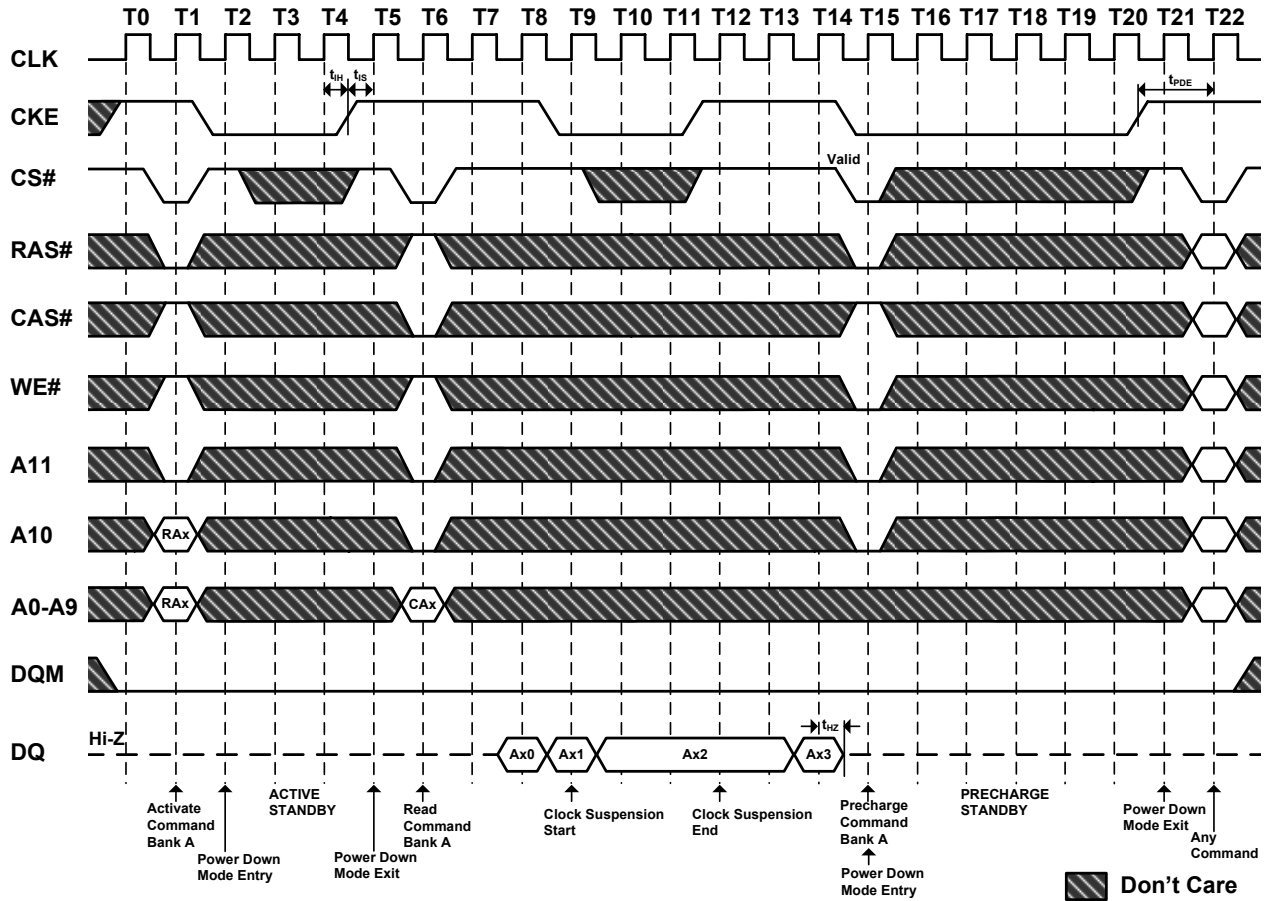 T0 T1 T2 T3 T4 T5 T6 T7 T8 T9 T10 T11 T12 T13 T14 T15 T16 T17 T18 T19 T20 T21 T22
CLK
tIH tIS
tPDE
CKE
Valid
CS#
RAS#
CAS#
WE#
A11
A10
RAx
A0-A9
RAx
CAx
DQM
tHZ
Hi-Z
DQ
Ax0 Ax1 Ax2 Ax3
Activate
Command
Bank A
Power Down
Mode Entry
ACTIVE
STANDBY
Power Down
Mode Exit
Read
Command
Bank A
Clock Suspension
Start
Clock Suspension
End
Precharge
Command
Bank A
Power Down
Mode Entry
PRECHARGE
STANDBY
Power Down
Mode Exit
Any
Command
Don't Care